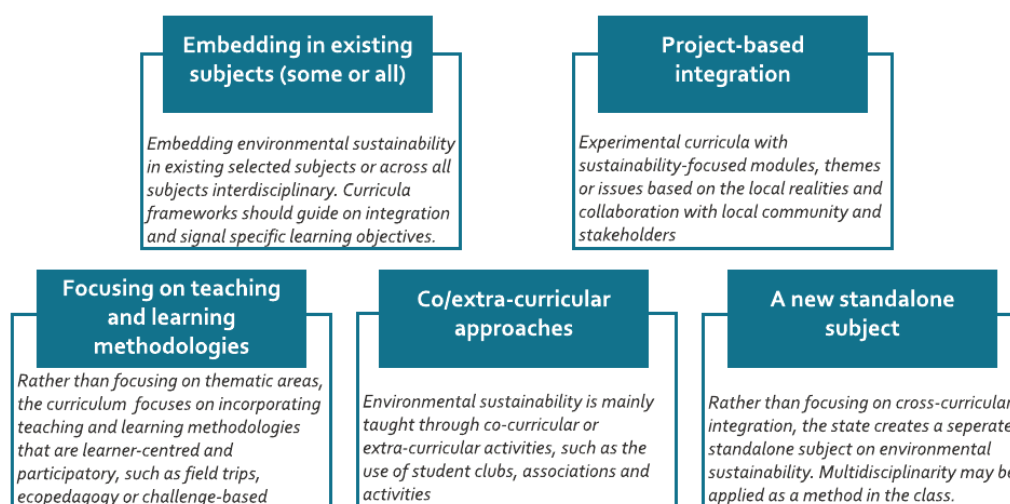 Embedding in existing
subjects (some or all)
Embedding environmental sustainability
in existing selected subjects or across all
subjects interdisciplinary. Curricula
frameworks should guide on integration
and signal specific learning objectives.
Project-based
integration
Experimental curricula with
sustainability-focused modules, themes
or issues based on the local realities and
collaboration with local community and
stakeholders
Focusing on teaching
and learning
methodologies
Rather than focusing on thematic areas,
the curriculum focuses on incorporating
teaching and learning methodologies
that are learner-centred and
participatory, such as field trips,
ecopedagogy or challenge-based
Co/extra-curricular
approaches
Environmental sustainability is mainly
taught through co-curricular or
extra-curricular activities, such as the
use of student clubs, associations and
activities
A new standalone
subject
Rather than focusing on cross-curricular
integration, the state creates a seperate
standalone subject on environmental
sustainability. Multidisciplinarity may be
applied as a method in the class.